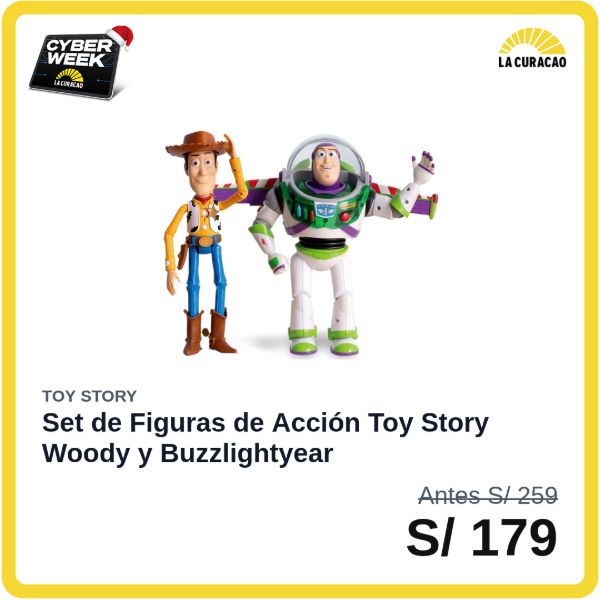 CYBER
WEEK
LA CURACAO
LA CURACAO
TOY STORY
Set de Figuras de Acción Toy Story
Woody y Buzzlightyear
Antes S/ 259
S/ 179